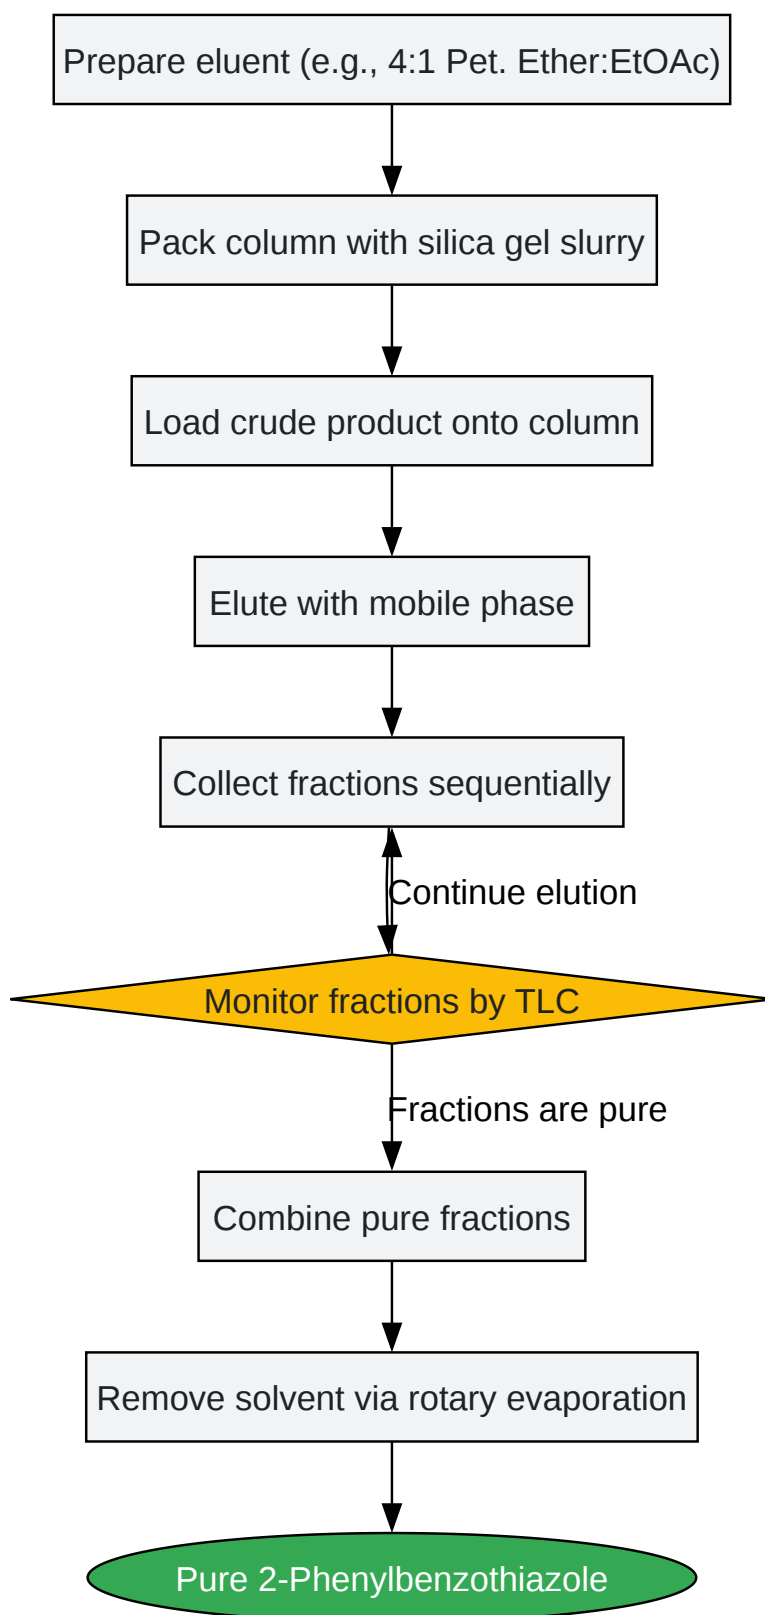 Prepare eluent (e.g., 4:1 Pet. Ether:EtOAc)
Pack column with silica gel slurry
Load crude product onto column
Elute with mobile phase
Collect fractions sequentially
Continue elution
Monitor fractions by TLC
Fractions are pure
Combine pure fractions
Remove solvent via rotary evaporation
Pure 2-Phenylbenzothiazole